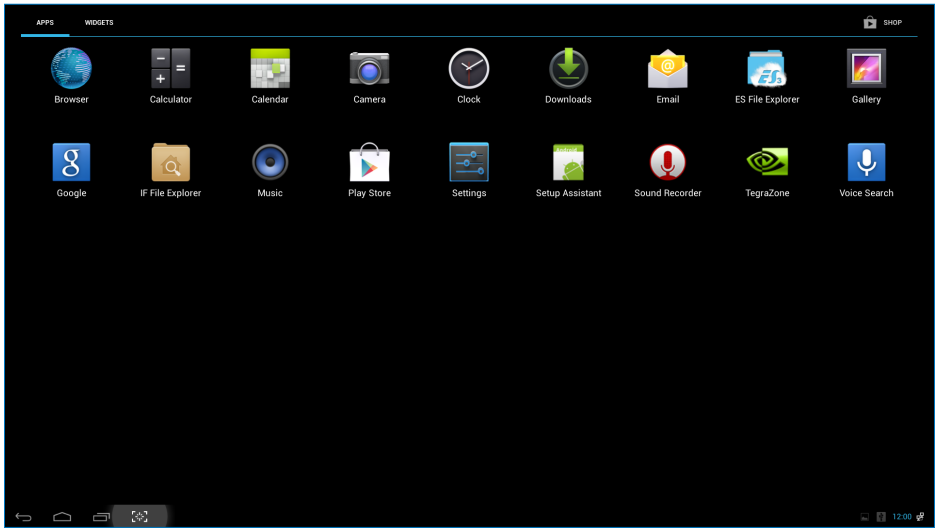 APPS WIDGETS SHOP
Browser Calculator Calendar Camera Clock Downloads Email ES File Explorer Gallery
Google IF File Explorer Music Play Store Settings Setup Assistant Sound Recorder TegraZone Voice Search
12:00